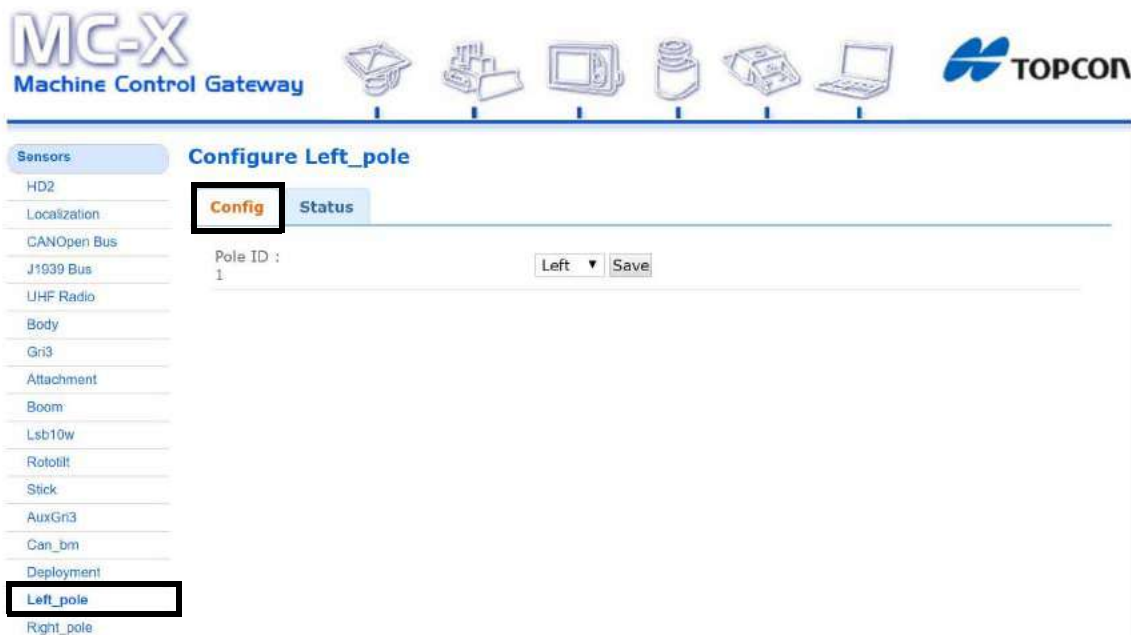 MC-X
Machine Control Gateway
TOPCON
Sensors
HD2
Localization
CANOpen Bus
J1939 Bus
UHF Radio
Body
Gri3
Attachment
Boom
Lsb10w
Rototilt
Stick
AuxGri3
Can_bm
Deployment
Left_pole
Right_pole
Configure Left_pole
Config Status
Pole ID :
1
Left ▼ Save